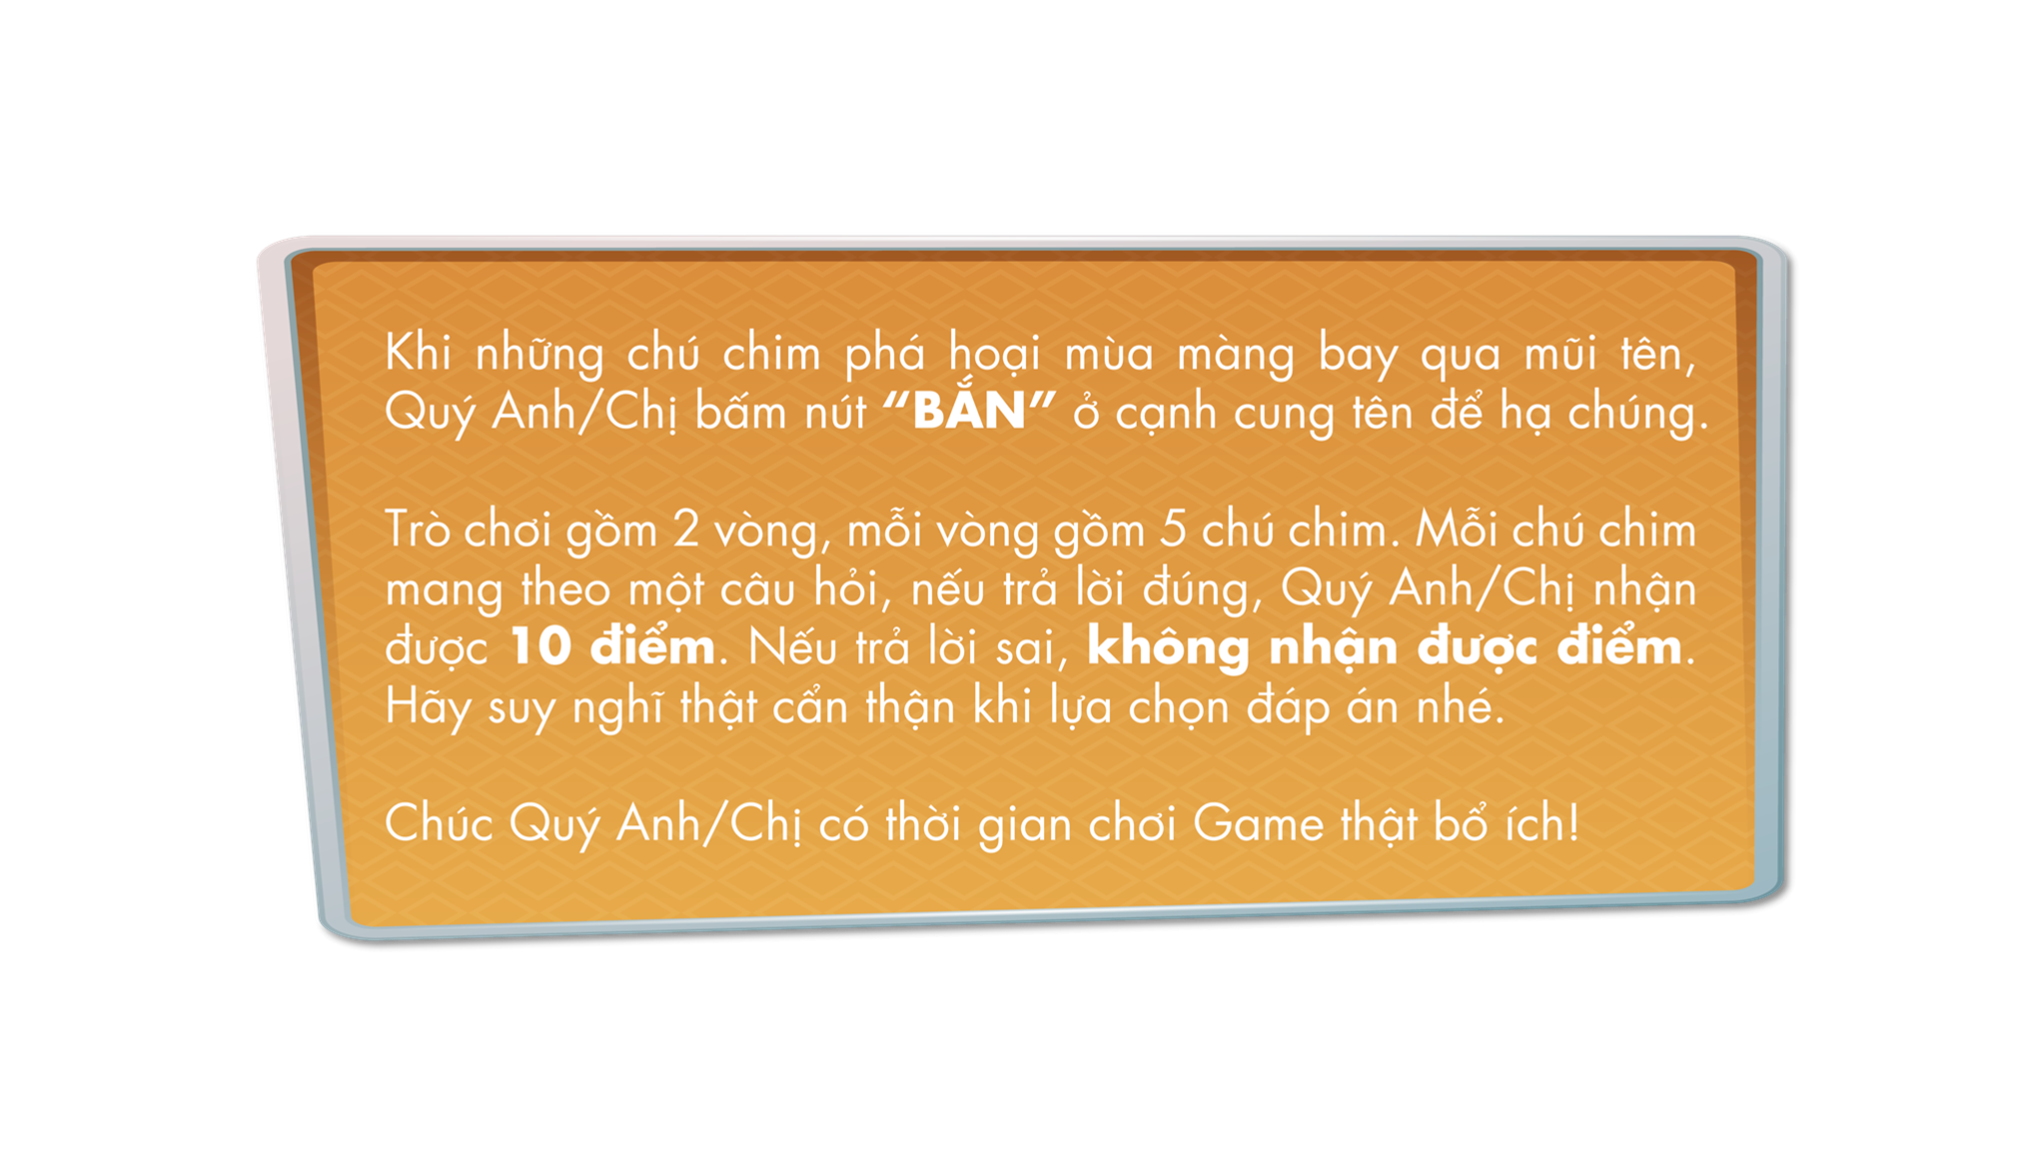 Khi những chú chim phá hoại mùa màng bay qua mũi tên,
Quý Anh/Chị bấm nút “BẮN” ở cạnh cung tên để hạ chúng.
Trò chơi gồm 2 vòng, mỗi vòng gồm 5 chú chim. Mỗi chú chim
mang theo một câu hỏi, nếu trả lời đúng, Quý Anh/Chị nhận
được 10 điểm. Nếu trả lời sai, không nhận được điểm.
Hãy suy nghĩ thật cẩn thận khi lựa chọn đáp án nhé.
Chúc Quý Anh/Chị có thời gian chơi Game thật bổ ích!